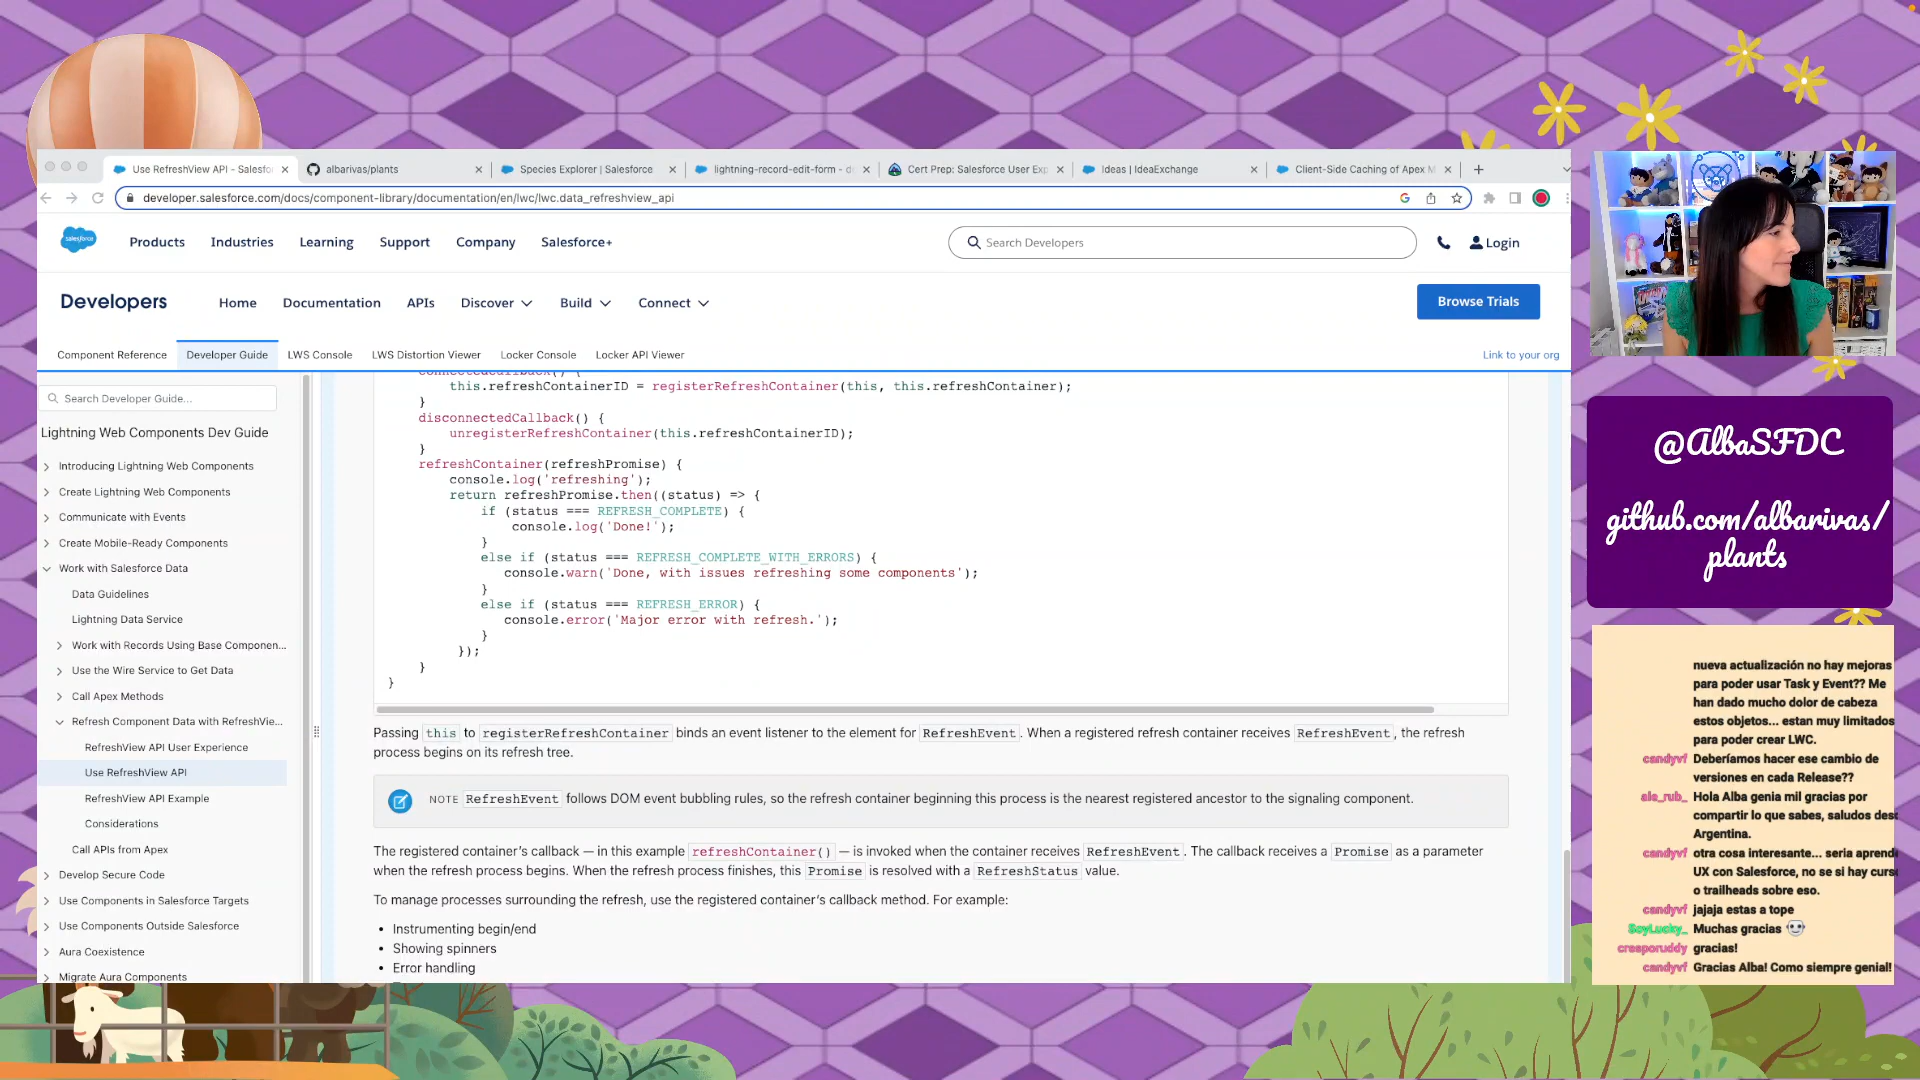 Use RefreshView API - Salesfor
albarivas/plants
Species Explorer | Salesforce
lightning-record-edit-form - d
Cert Prep: Salesforce User Exp
Ideas | IdeaExchange
Client-Side Caching of Apex M
developer.salesforce.com/docs/component-library/documentation/en/lwc/lwc.data_refreshview_api
salesforce
Products
Industries
Learning
Support
Company
Salesforce+
Search Developers
Login
Developers
Home
Documentation
APIs
Discover
Build
Connect
Browse Trials
Component Reference
Developer Guide
LWS Console
LWS Distortion Viewer
Locker Console
Locker API Viewer
Link to your org
Search Developer Guide...
Lightning Web Components Dev Guide
Introducing Lightning Web Components
Create Lightning Web Components
Communicate with Events
Create Mobile-Ready Components
Work with Salesforce Data
Data Guidelines
Lightning Data Service
Work with Records Using Base Componen...
Use the Wire Service to Get Data
Call Apex Methods
Refresh Component Data with RefreshVie...
RefreshView API User Experience
Use RefreshView API
RefreshView API Example
Considerations
Call APIs from Apex
Develop Secure Code
Use Components in Salesforce Targets
Use Components Outside Salesforce
Aura Coexistence
Migrate Aura Components
connectedCallback() {
this.refreshContainerID = registerRefreshContainer(this, this.refreshContainer);
}
disconnectedCallback() {
unregisterRefreshContainer(this.refreshContainerID);
}
refreshContainer(refreshPromise) {
console.log('refreshing');
return refreshPromise.then((status) => {
if (status === REFRESH_COMPLETE) {
console.log('Done!');
}
else if (status === REFRESH_COMPLETE_WITH_ERRORS) {
console.warn('Done, with issues refreshing some components');
}
else if (status === REFRESH_ERROR) {
console.error('Major error with refresh.');
}
});
}
}
Passing this to registerRefreshContainer binds an event listener to the element for RefreshEvent. When a registered refresh container receives RefreshEvent, the refresh
process begins on its refresh tree.
NOTE RefreshEvent follows DOM event bubbling rules, so the refresh container beginning this process is the nearest registered ancestor to the signaling component.
The registered container's callback — in this example refreshContainer() — is invoked when the container receives RefreshEvent. The callback receives a Promise as a parameter
when the refresh process begins. When the refresh process finishes, this Promise is resolved with a RefreshStatus value.
To manage processes surrounding the refresh, use the registered container's callback method. For example:
• Instrumenting begin/end
• Showing spinners
• Error handling
@AlbaSFDC
github.com/albarivas/
plants
nueva actualización no hay mejoras
para poder usar Task y Event?? Me
han dado mucho dolor de cabeza
estos objetos... estan muy limitados
para poder crear LWC.
candyvf Deberíamos hacer ese cambio de
versiones en cada Release??
ale_rub_ Hola Alba genia mil gracias por
compartir lo que sabes, saludos desd
Argentina.
candyvf otra cosa interesante... seria aprend
UX con Salesforce, no se si hay curs
o trailheads sobre eso.
candyvf jajaja estas a tope
SoyLucky_ Muchas gracias
cresporuddy gracias!
candyvf Gracias Alba! Como siempre genial!